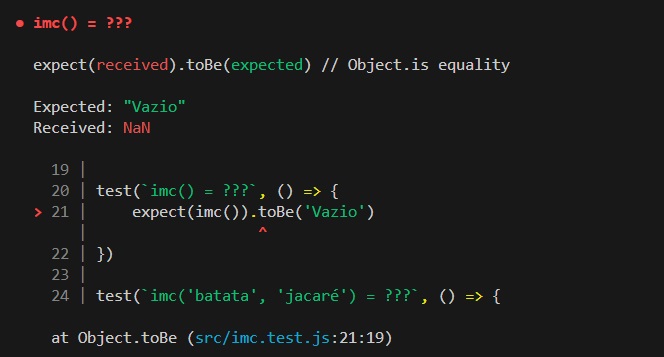 ● imc() = ???
expect(received).toBe(expected) // Object.is equality
Expected: "Vazio"
Received: NaN
19 |
20 | test(`imc() = ???`, () => {
> 21 |     expect(imc()).toBe('Vazio')
|                   ^
22 | })
23 |
24 | test(`imc('batata', 'jacaré') = ???`, () => {
at Object.toBe (src/imc.test.js:21:19)